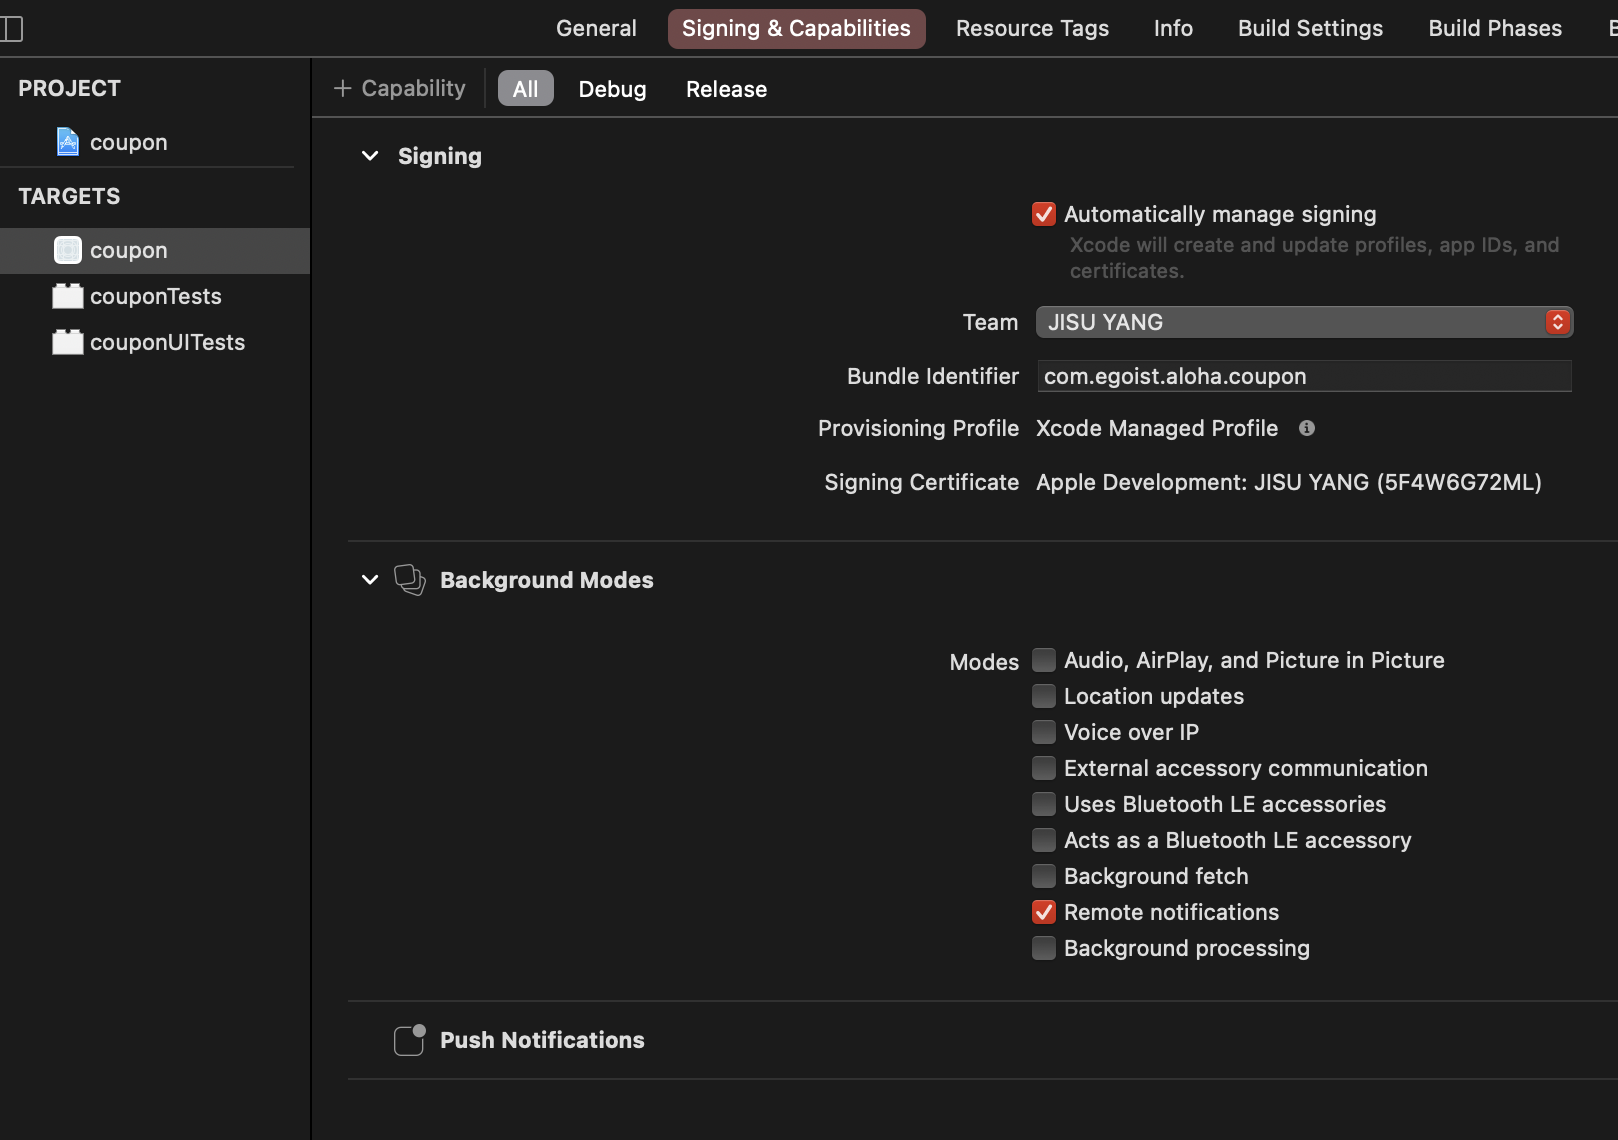 General
Signing & Capabilities
Resource Tags
Info
Build Settings
Build Phases
PROJECT
coupon
TARGETS
coupon
couponTests
couponUITests
+ Capability
All
Debug
Release
Signing
Automatically manage signing
Xcode will create and update profiles, app IDs, and
certificates.
Team JISU YANG
Bundle Identifier com.egoist.aloha.coupon
Provisioning Profile Xcode Managed Profile
Signing Certificate Apple Development: JISU YANG (5F4W6G72ML)
Background Modes
Modes Audio, AirPlay, and Picture in Picture
Location updates
Voice over IP
External accessory communication
Uses Bluetooth LE accessories
Acts as a Bluetooth LE accessory
Background fetch
Remote notifications
Background processing
Push Notifications